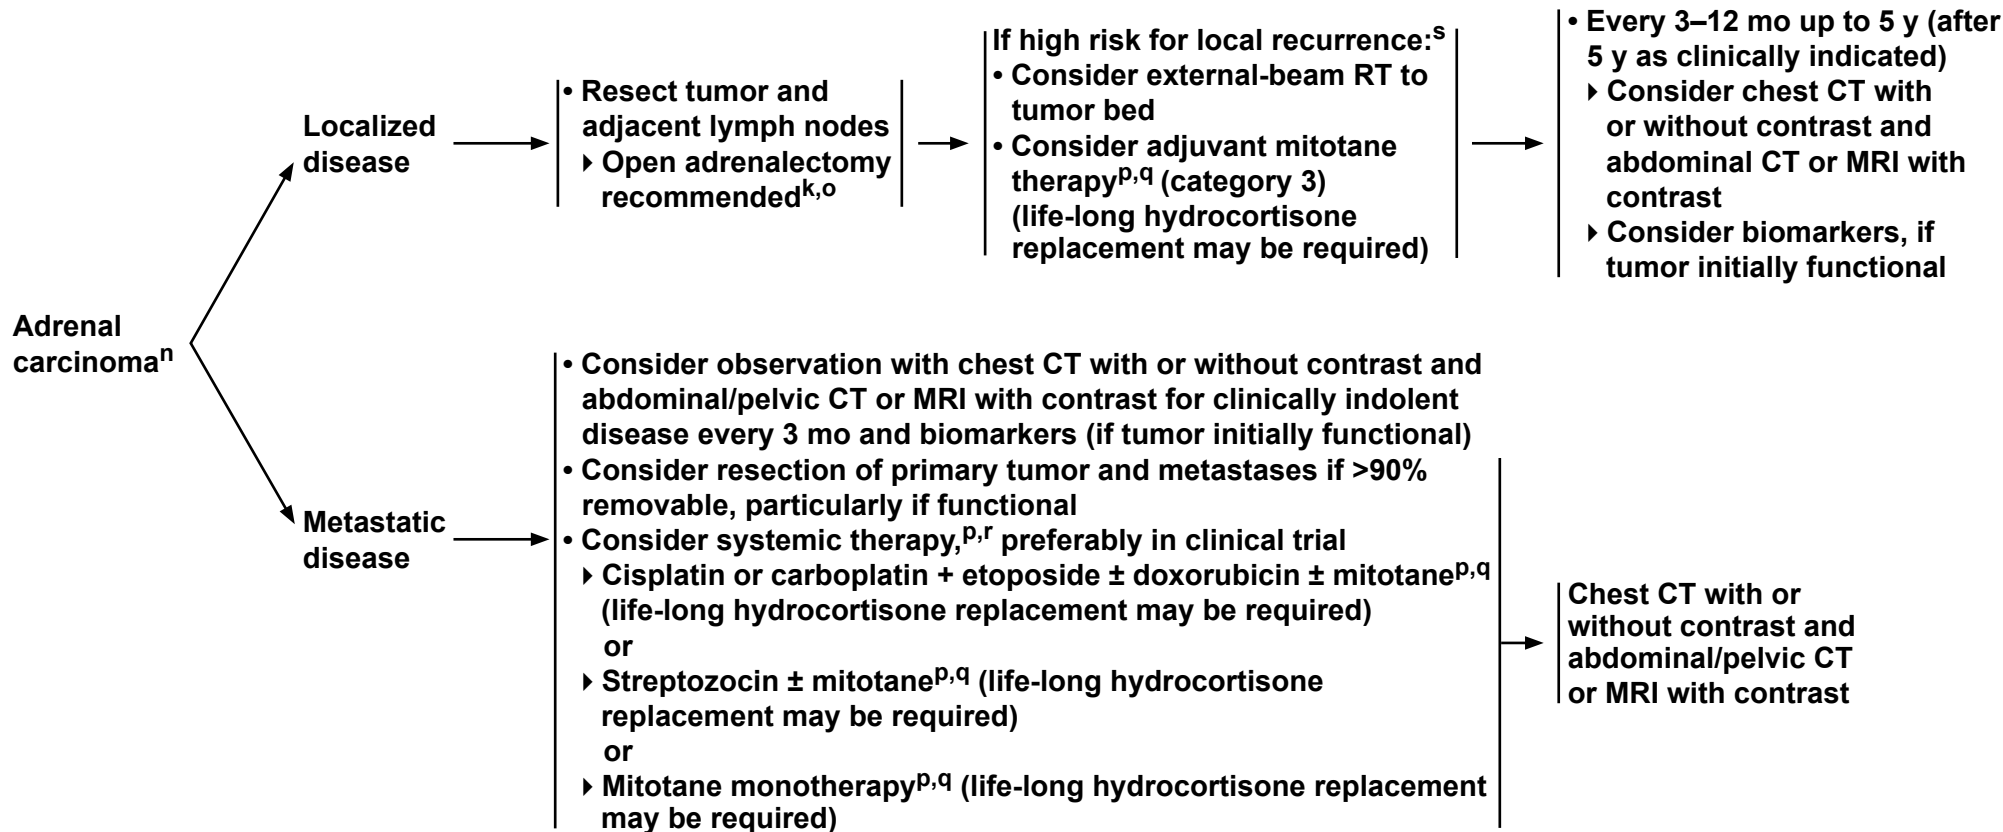 Adrenal
carcinomaⁿ
Localized
disease
• Resect tumor and
adjacent lymph nodes
▸ Open adrenalectomy
recommendedᵏ,ᵒ
If high risk for local recurrence:ˢ
• Consider external-beam RT to
tumor bed
• Consider adjuvant mitotane
therapyᵖ,q (category 3)
(life-long hydrocortisone
replacement may be required)
• Every 3–12 mo up to 5 y (after
5 y as clinically indicated)
▸ Consider chest CT with
or without contrast and
abdominal CT or MRI with
contrast
▸ Consider biomarkers, if
tumor initially functional
Metastatic
disease
• Consider observation with chest CT with or without contrast and
abdominal/pelvic CT or MRI with contrast for clinically indolent
disease every 3 mo and biomarkers (if tumor initially functional)
• Consider resection of primary tumor and metastases if >90%
removable, particularly if functional
• Consider systemic therapy,ᵖ,ʳ preferably in clinical trial
▸ Cisplatin or carboplatin + etoposide ± doxorubicin ± mitotaneᵖ,q
(life-long hydrocortisone replacement may be required)
or
▸ Streptozocin ± mitotaneᵖ,q (life-long hydrocortisone
replacement may be required)
or
▸ Mitotane monotherapyᵖ,q (life-long hydrocortisone replacement
may be required)
Chest CT with or
without contrast and
abdominal/pelvic CT
or MRI with contrast